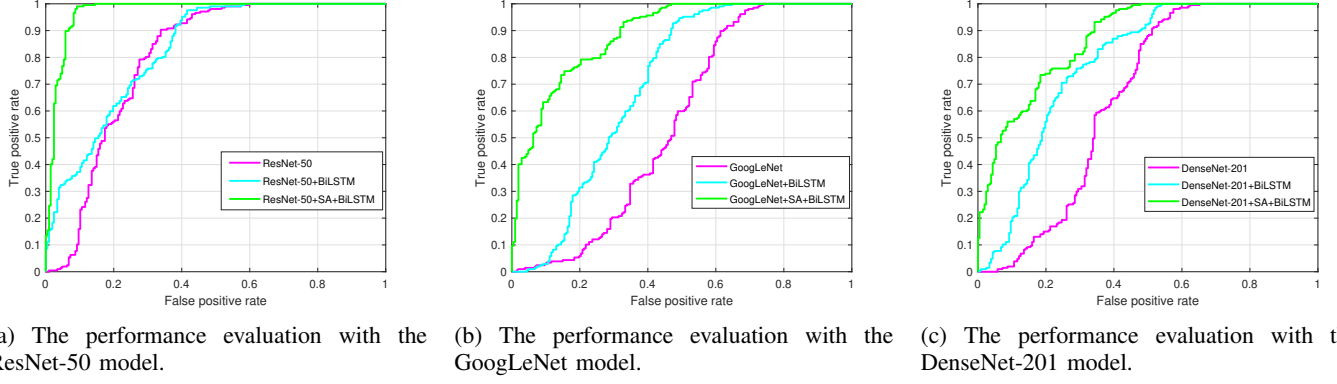 1
0.9
0.8
0.7
0.6
0.5
0.4
0.3
0.2
0.1
0
True positive rate
0 0.2 0.4 0.6 0.8 1
False positive rate
ResNet-50
ResNet-50+BiLSTM
ResNet-50+SA+BiLSTM
1
0.9
0.8
0.7
0.6
0.5
0.4
0.3
0.2
0.1
0
True positive rate
0 0.2 0.4 0.6 0.8 1
False positive rate
GoogLeNet
GoogLeNet+BiLSTM
GoogLeNet+SA+BiLSTM
1
0.9
0.8
0.7
0.6
0.5
0.4
0.3
0.2
0.1
0
True positive rate
0 0.2 0.4 0.6 0.8 1
False positive rate
DenseNet-201
DenseNet-201+BiLSTM
DenseNet-201+SA+BiLSTM
a) The performance evaluation with the
ResNet-50 model.
(b) The performance evaluation with the
GoogLeNet model.
(c) The performance evaluation with t
DenseNet-201 model.